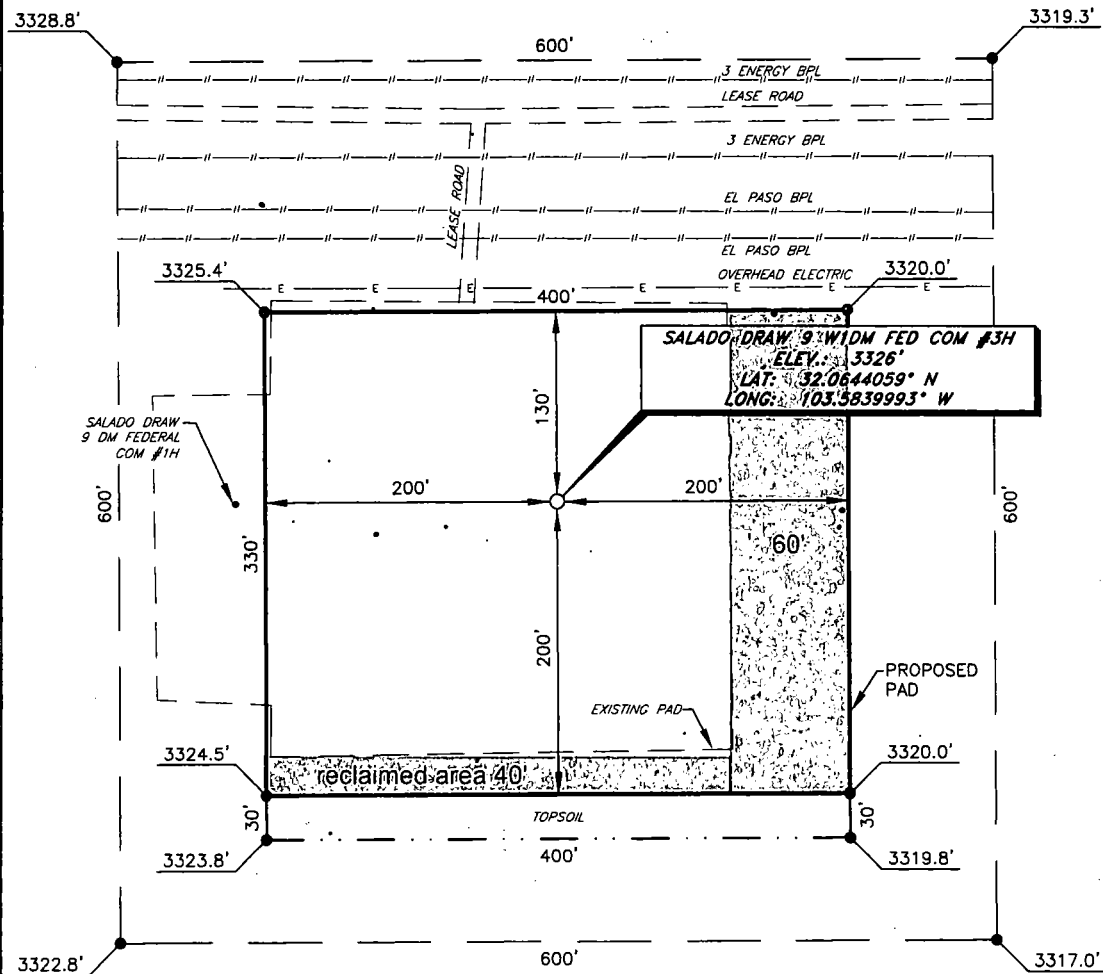 3328.8'
3319.3'
600'
3 ENERGY BPL
LEASE ROAD
3 ENERGY BPL
LEASE ROAD
EL PASO BPL
EL PASO BPL
OVERHEAD ELECTRIC
3325.4'
3320.0'
E E E E E E
400'
SALADO DRAW 9 W1DM FED COM #3H
ELEV.: 3326'
LAT: 32.0644059° N
LONG: 103.5839993° W
130'
SALADO DRAW
9 DM FEDERAL
COM #1H
600'
200'
200'
600'
330'
60'
200'
PROPOSED
PAD
EXISTING PAD
3324.5'
3320.0'
reclaimed area 40
30'
TOPSOIL
30'
3323.8'
400'
3319.8'
3322.8'
600'
3317.0'